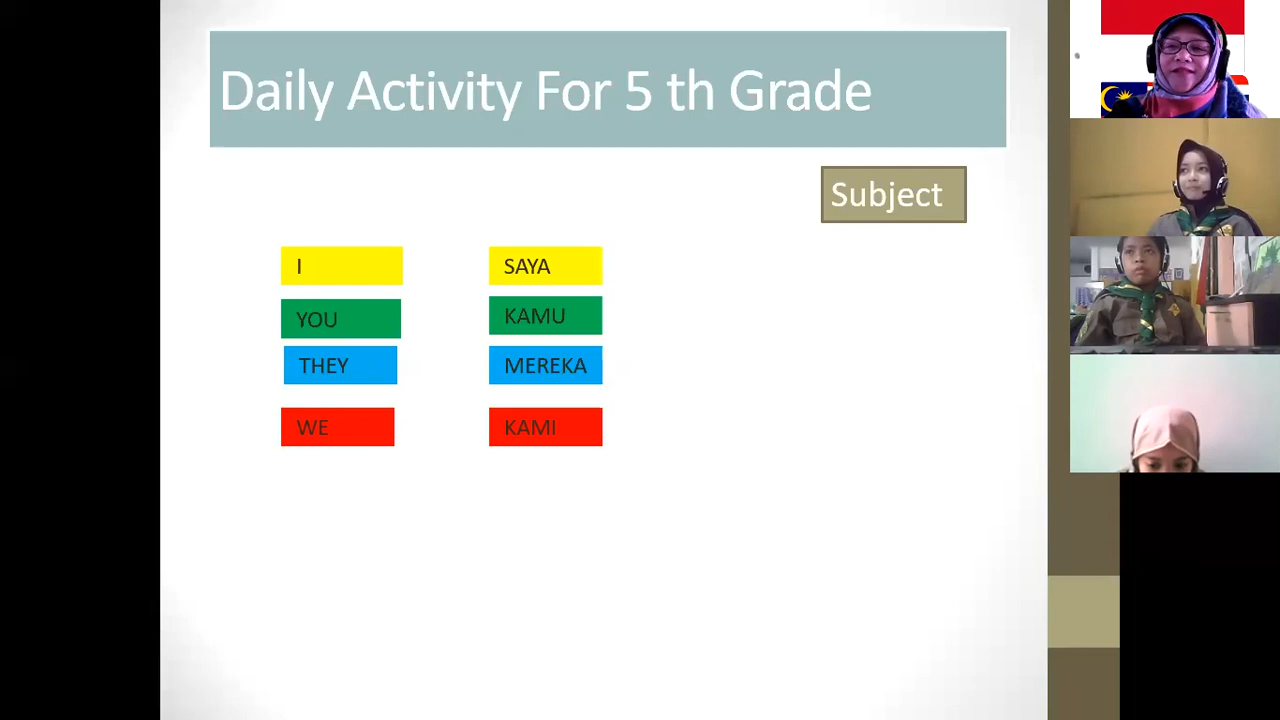 Daily Activity For 5 th Grade
Subject
I SAYA
YOU KAMU
THEY MEREKA
WE KAMI